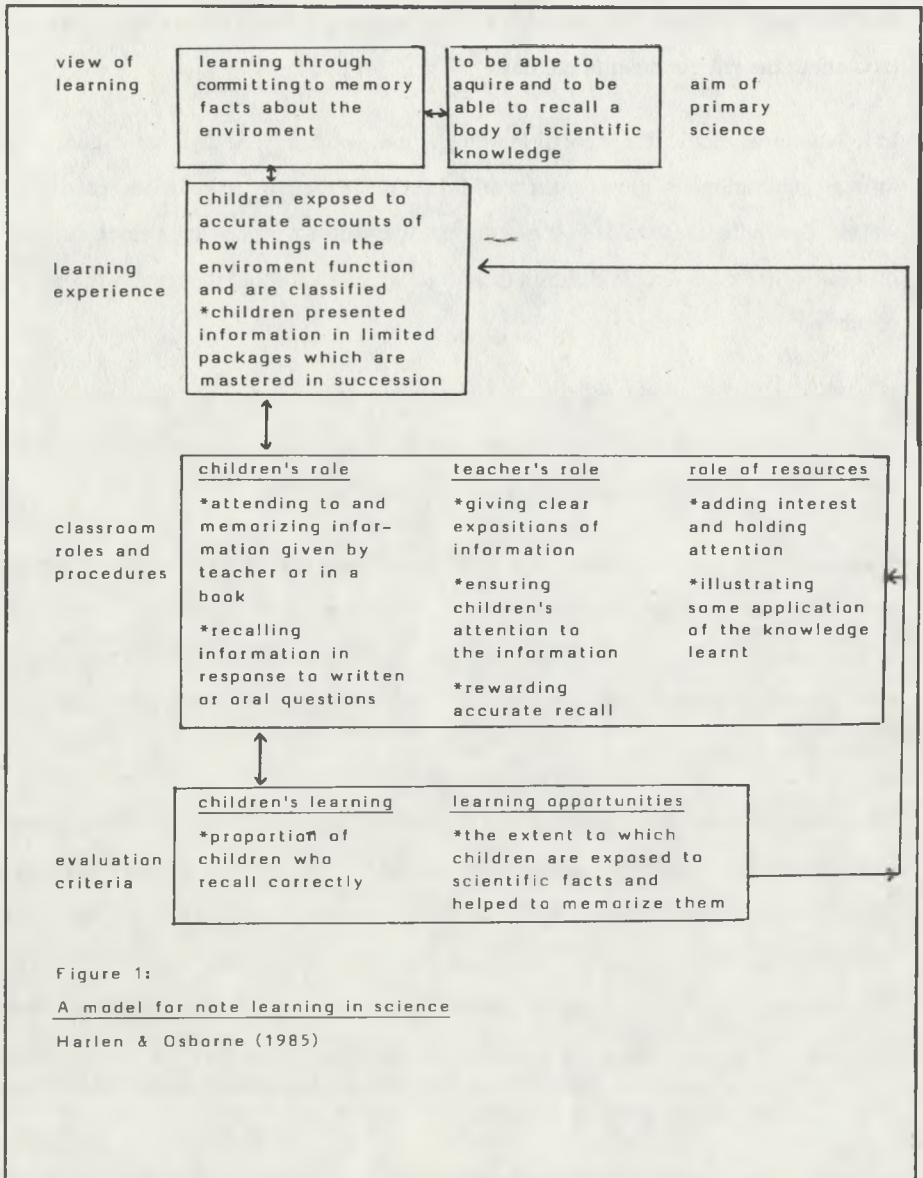 view of
learning
learning through
committing to memory
facts about the
enviroment
to be able to
aquire and to be
able to recall a
body of scientific
knowledge
aim of
primary
science
learning
experience
children exposed to
accurate accounts of
how things in the
enviroment function
and are classified
*children presented
information in limited
packages which are
mastered in succession
classroom
roles and
procedures
children's role
*attending to and
memorizing infor-
mation given by
teacher or in a
book
*recalling
information in
response to written
or oral questions
teacher's role
*giving clear
expositions of
information
*ensuring
children's
attention to
the information
*rewarding
accurate recall
role of resources
*adding interest
and holding
attention
*illustrating
some application
of the knowledge
learnt
evaluation
criteria
children's learning
*proportion of
children who
recall correctly
learning opportunities
*the extent to which
children are exposed to
scientific facts and
helped to memorize them
Figure 1:
A model for note learning in science
Harlen & Osborne (1985)